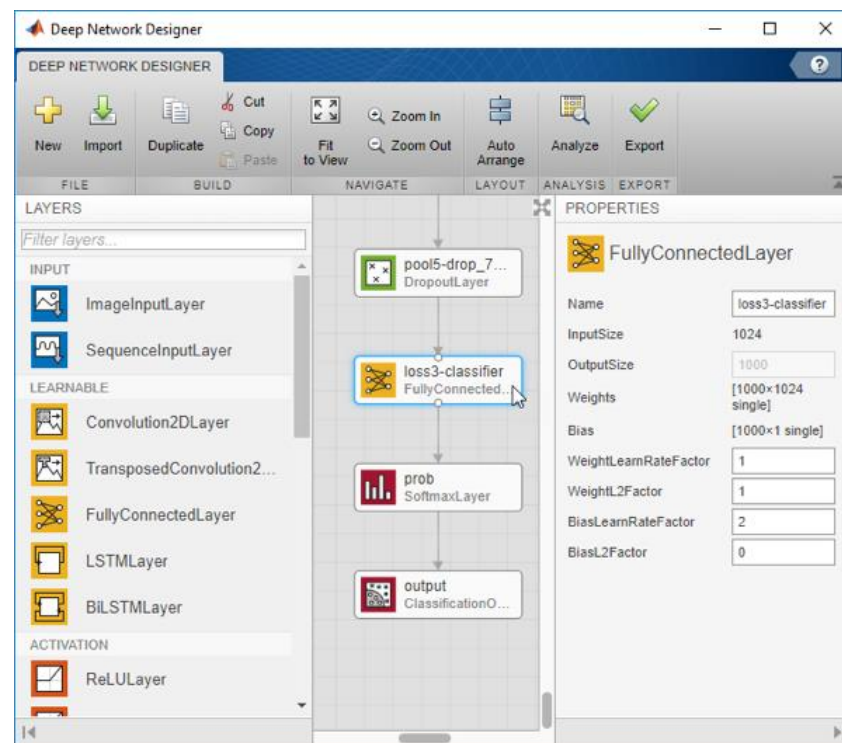 Deep Network Designer
DEEP NETWORK DESIGNER
?
New
Import
Duplicate
Cut
Copy
Paste
Fit
to View
Zoom In
Zoom Out
Auto
Arrange
Analyze
Export
FILE
BUILD
NAVIGATE
LAYOUT
ANALYSIS
EXPORT
LAYERS
Filter layers...
INPUT
ImageInputLayer
SequenceInputLayer
LEARNABLE
Convolution2DLayer
TransposedConvolution2...
FullyConnectedLayer
LSTMLayer
BiLSTMLayer
ACTIVATION
ReLULayer
pool5-drop_7...
DropoutLayer
loss3-classifier
FullyConnected...
prob
SoftmaxLayer
output
ClassificationO...
PROPERTIES
FullyConnectedLayer
Name loss3-classifier
InputSize 1024
OutputSize 1000
Weights [1000×1024
single]
Bias [1000×1 single]
WeightLearnRateFactor 1
WeightL2Factor 1
BiasLearnRateFactor 2
BiasL2Factor 0